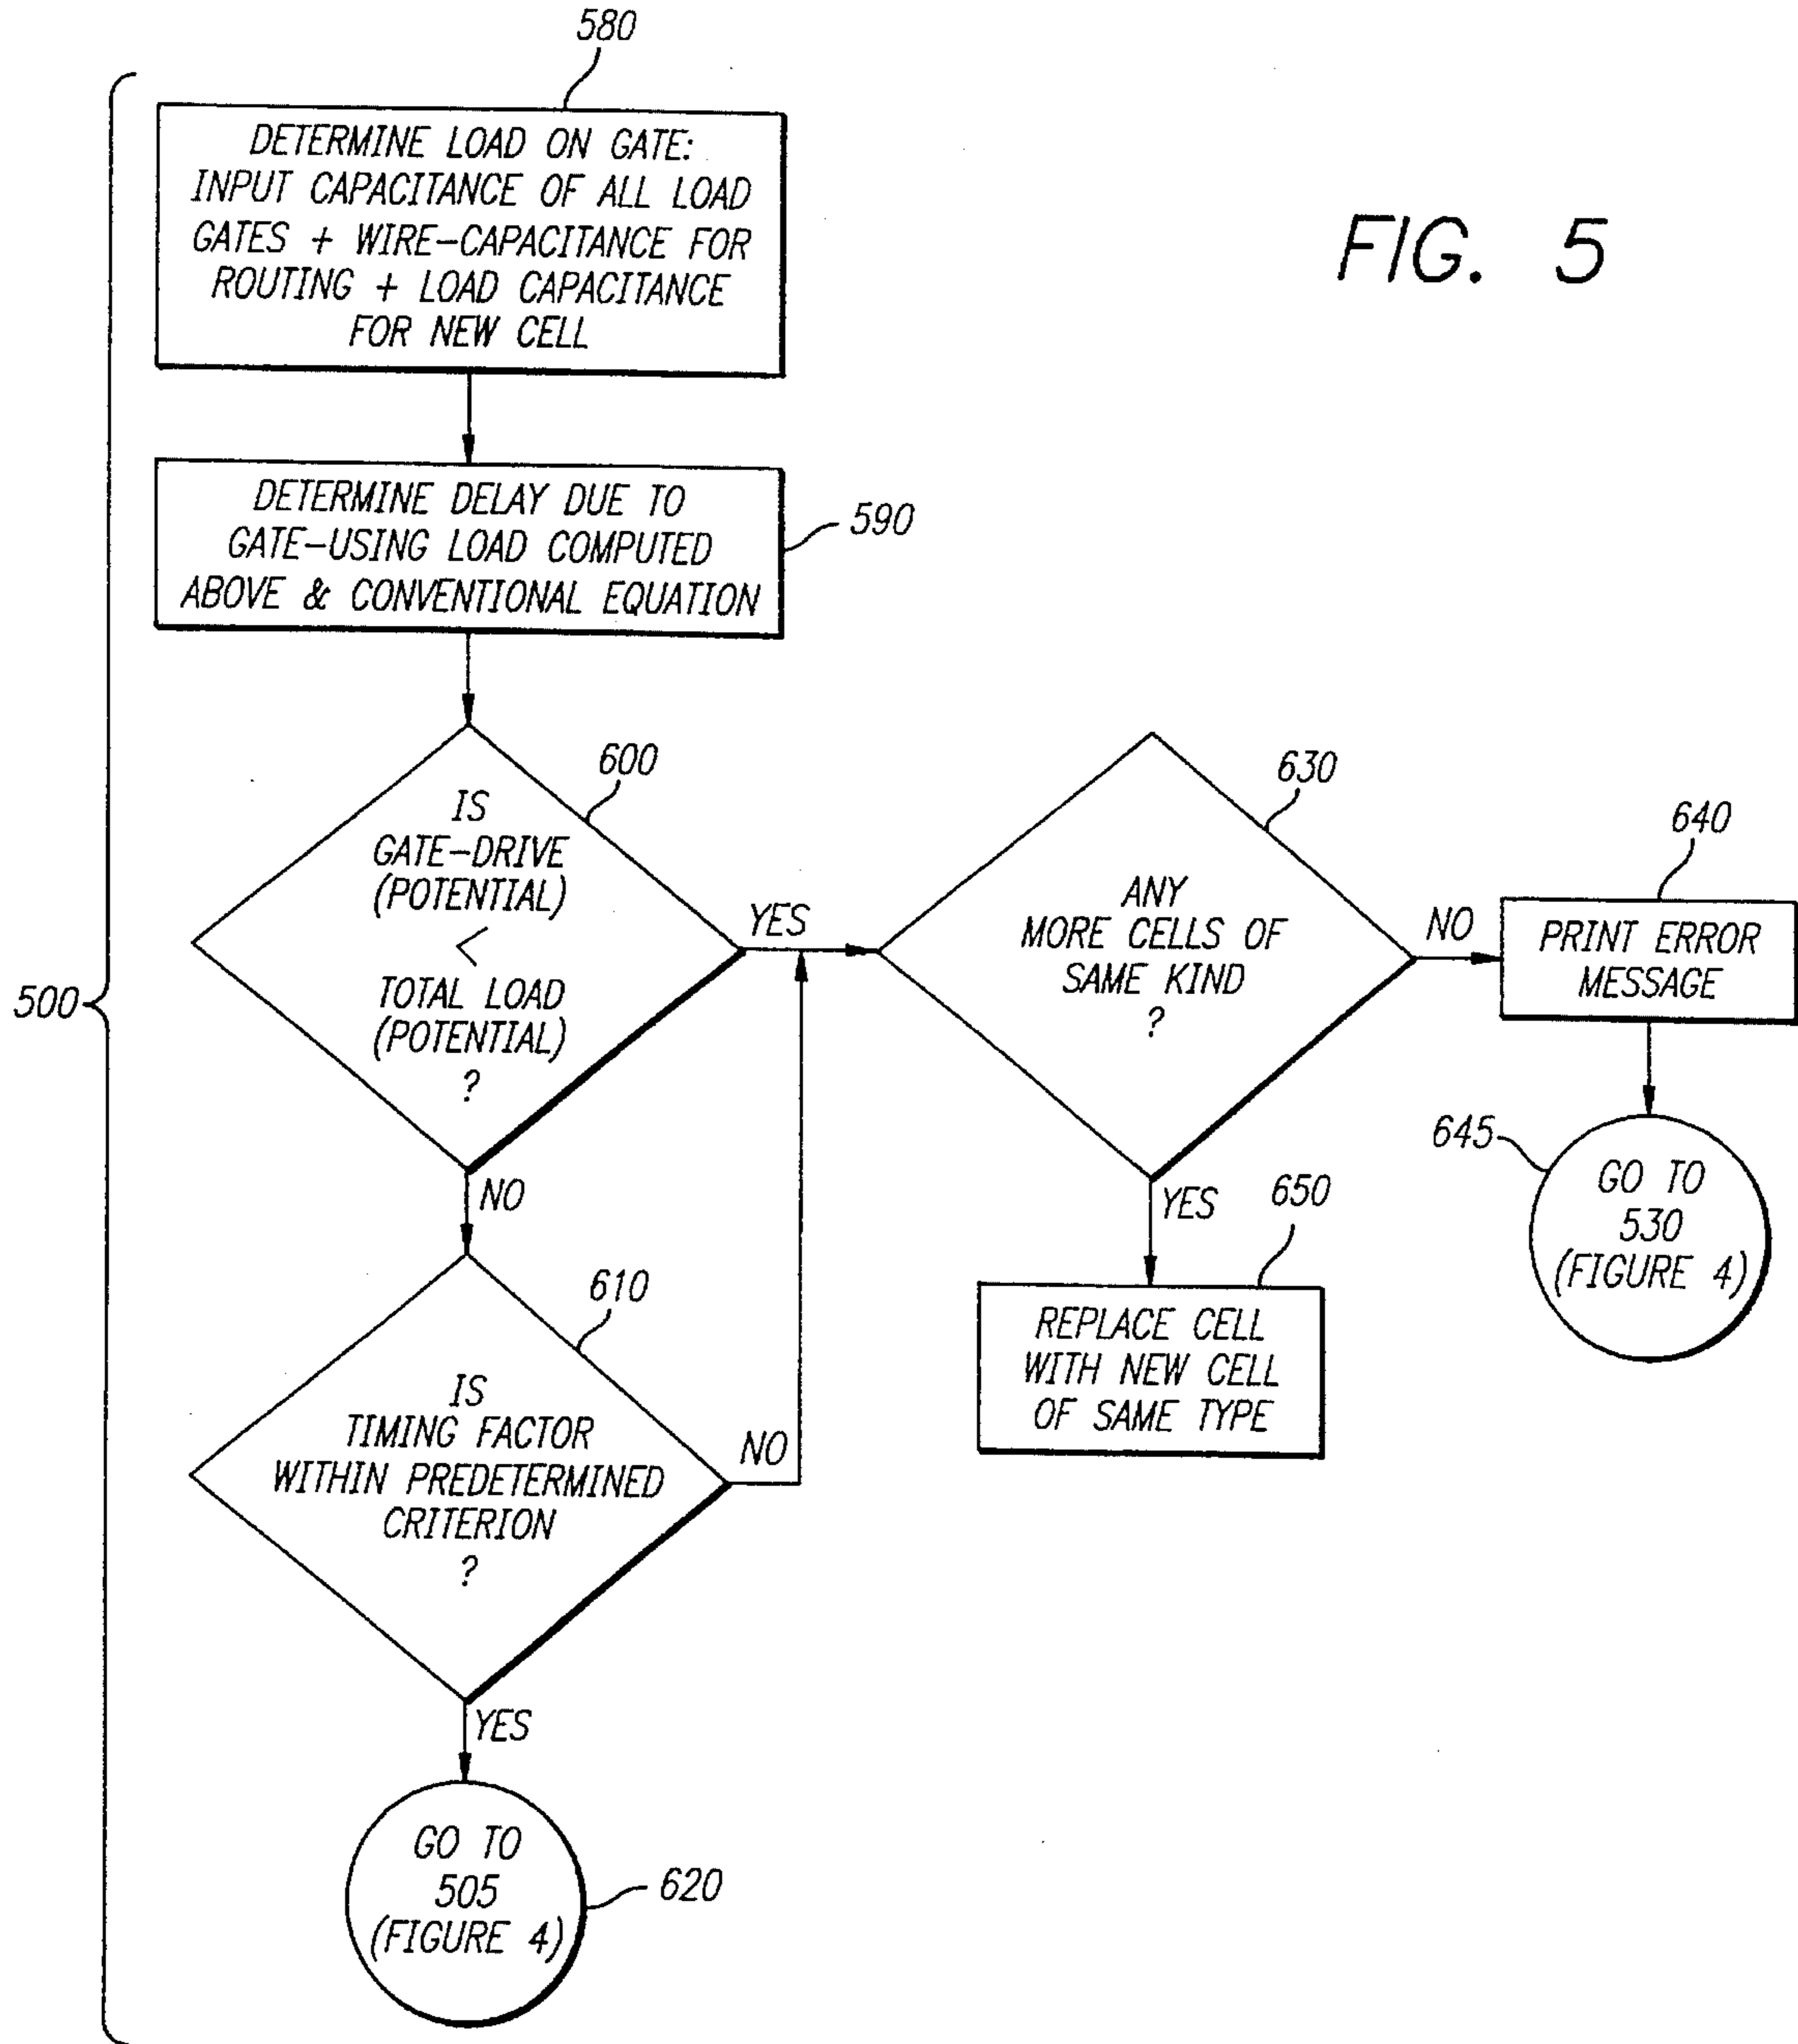 580
DETERMINE LOAD ON GATE:
INPUT CAPACITANCE OF ALL LOAD
GATES + WIRE-CAPACITANCE FOR
ROUTING + LOAD CAPACITANCE
FOR NEW CELL
FIG. 5
DETERMINE DELAY DUE TO
GATE-USING LOAD COMPUTED
ABOVE & CONVENTIONAL EQUATION
590
500
IS
GATE-DRIVE
(POTENTIAL)
<
TOTAL LOAD
(POTENTIAL)
?
600
YES
NO
ANY
MORE CELLS OF
SAME KIND
?
630
NO
YES
640
PRINT ERROR
MESSAGE
645
GO TO
530
(FIGURE 4)
650
REPLACE CELL
WITH NEW CELL
OF SAME TYPE
610
IS
TIMING FACTOR
WITHIN PREDETERMINED
CRITERION
?
NO
YES
GO TO
505
(FIGURE 4)
620